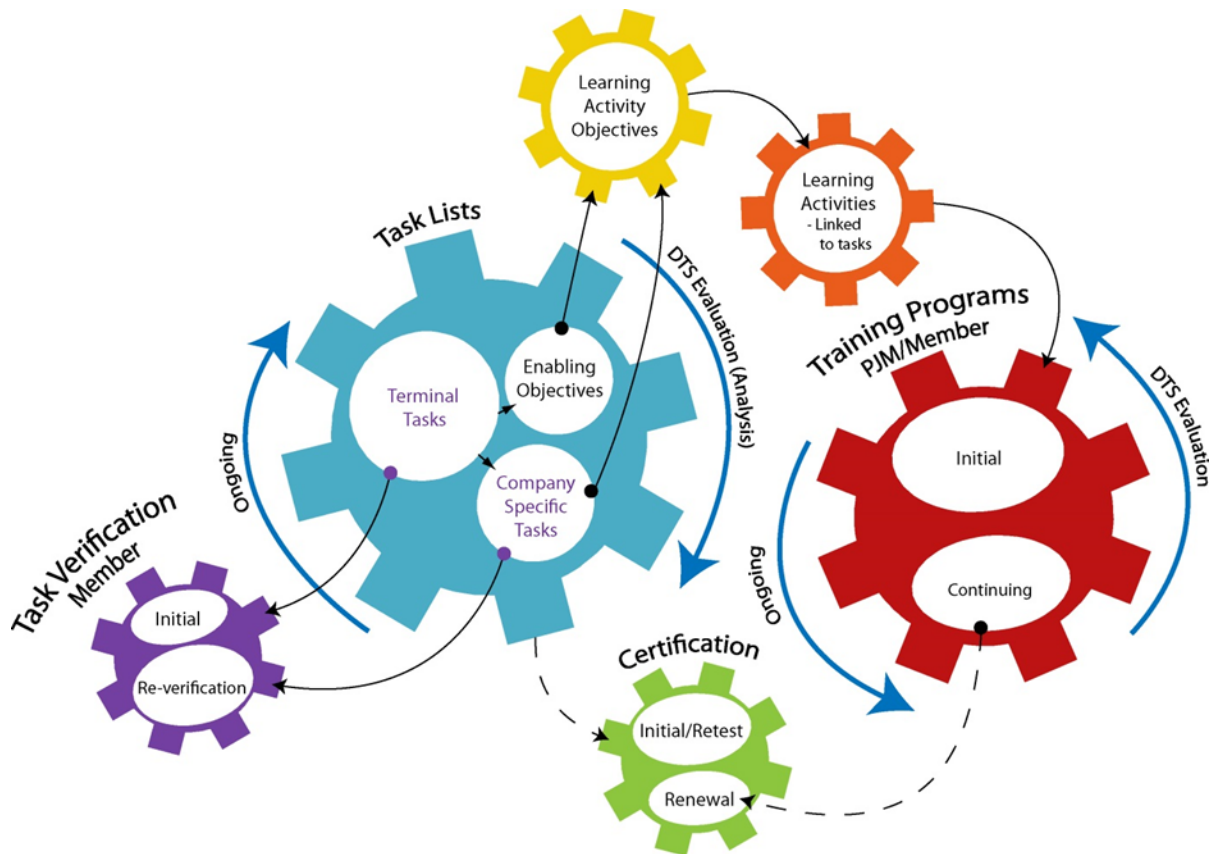 Learning
Activity
Objectives
Learning
Activities
- Linked
to tasks
Task Lists
DTS Evaluation (Analysis)
Ongoing
Terminal
Tasks
Enabling
Objectives
Company
Specific
Tasks
Training Programs
PJM/Member
DTS Evaluation
Ongoing
Initial
Continuing
Task Verification
Member
Initial
Re-verification
Certification
Initial/Retest
Renewal